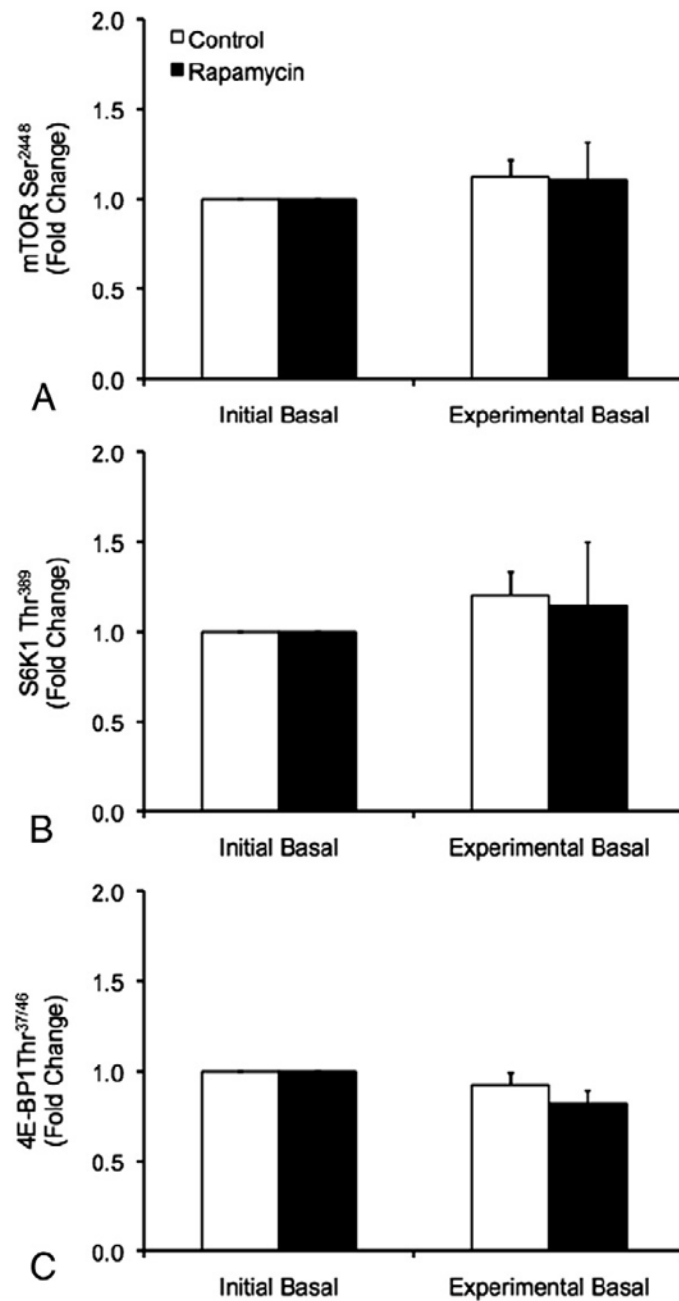 2.0
Control
Rapamycin
1.5
1.0
0.5
0.0
mTOR Ser2448
(Fold Change)
A
Initial Basal Experimental Basal
2.0
1.5
1.0
0.5
0.0
S6K1 Thr389
(Fold Change)
B
Initial Basal Experimental Basal
2.0
1.5
1.0
0.5
0.0
4E-BP1Thr37/46
(Fold Change)
C
Initial Basal Experimental Basal